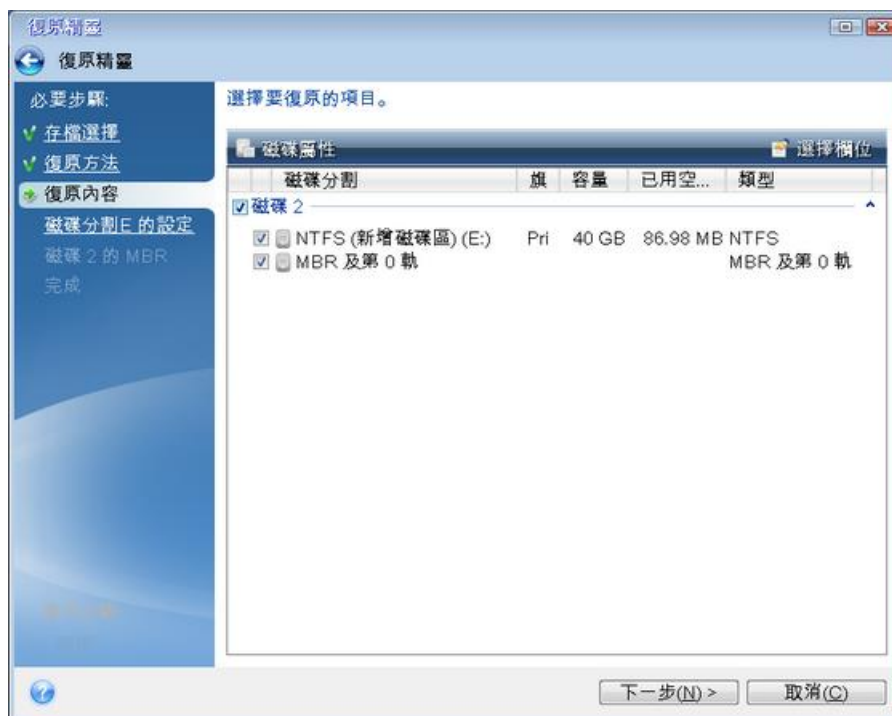 復原精靈
復原精靈
必要步驟:
存檔選擇
復原方法
復原內容
磁碟分割E 的設定
磁碟 2 的 MBR
完成
選擇要復原的項目。
磁碟屬性 選擇欄位
磁碟分割 旗 容量 已用空... 類型
磁碟 2
NTFS (新增磁碟區) (E:) Pri 40 GB 86.98 MB NTFS
MBR 及第 0 軌 MBR 及第 0 軌
下一步(N) > 取消(C)